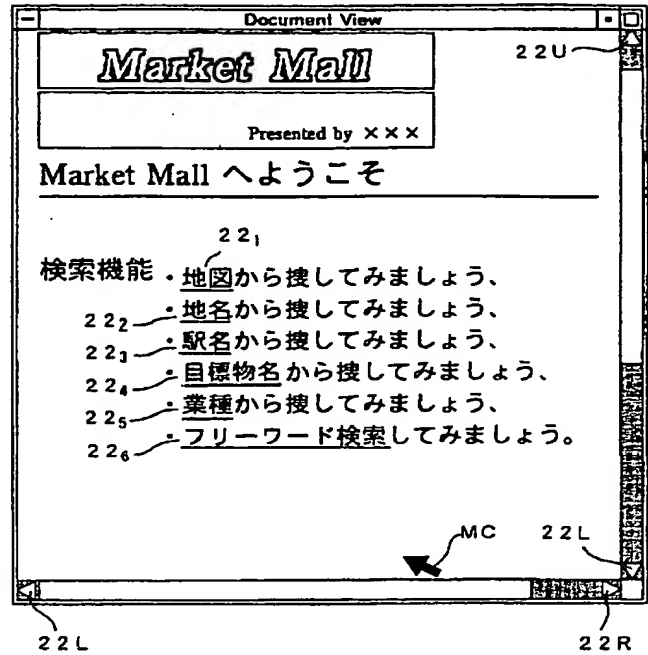 Document View
Market Mall
22U
Presented by ×××
Market Mall へようこそ
22₁
検索機能 ・地図から捜してみましょう、
22₂ ・地名から捜してみましょう、
22₃ ・駅名から捜してみましょう、
22₄ ・目標物名から捜してみましょう、
22₅ ・業種から捜してみましょう、
22₆ ・フリーワード検索してみましょう。
MC 22L
22L 22R